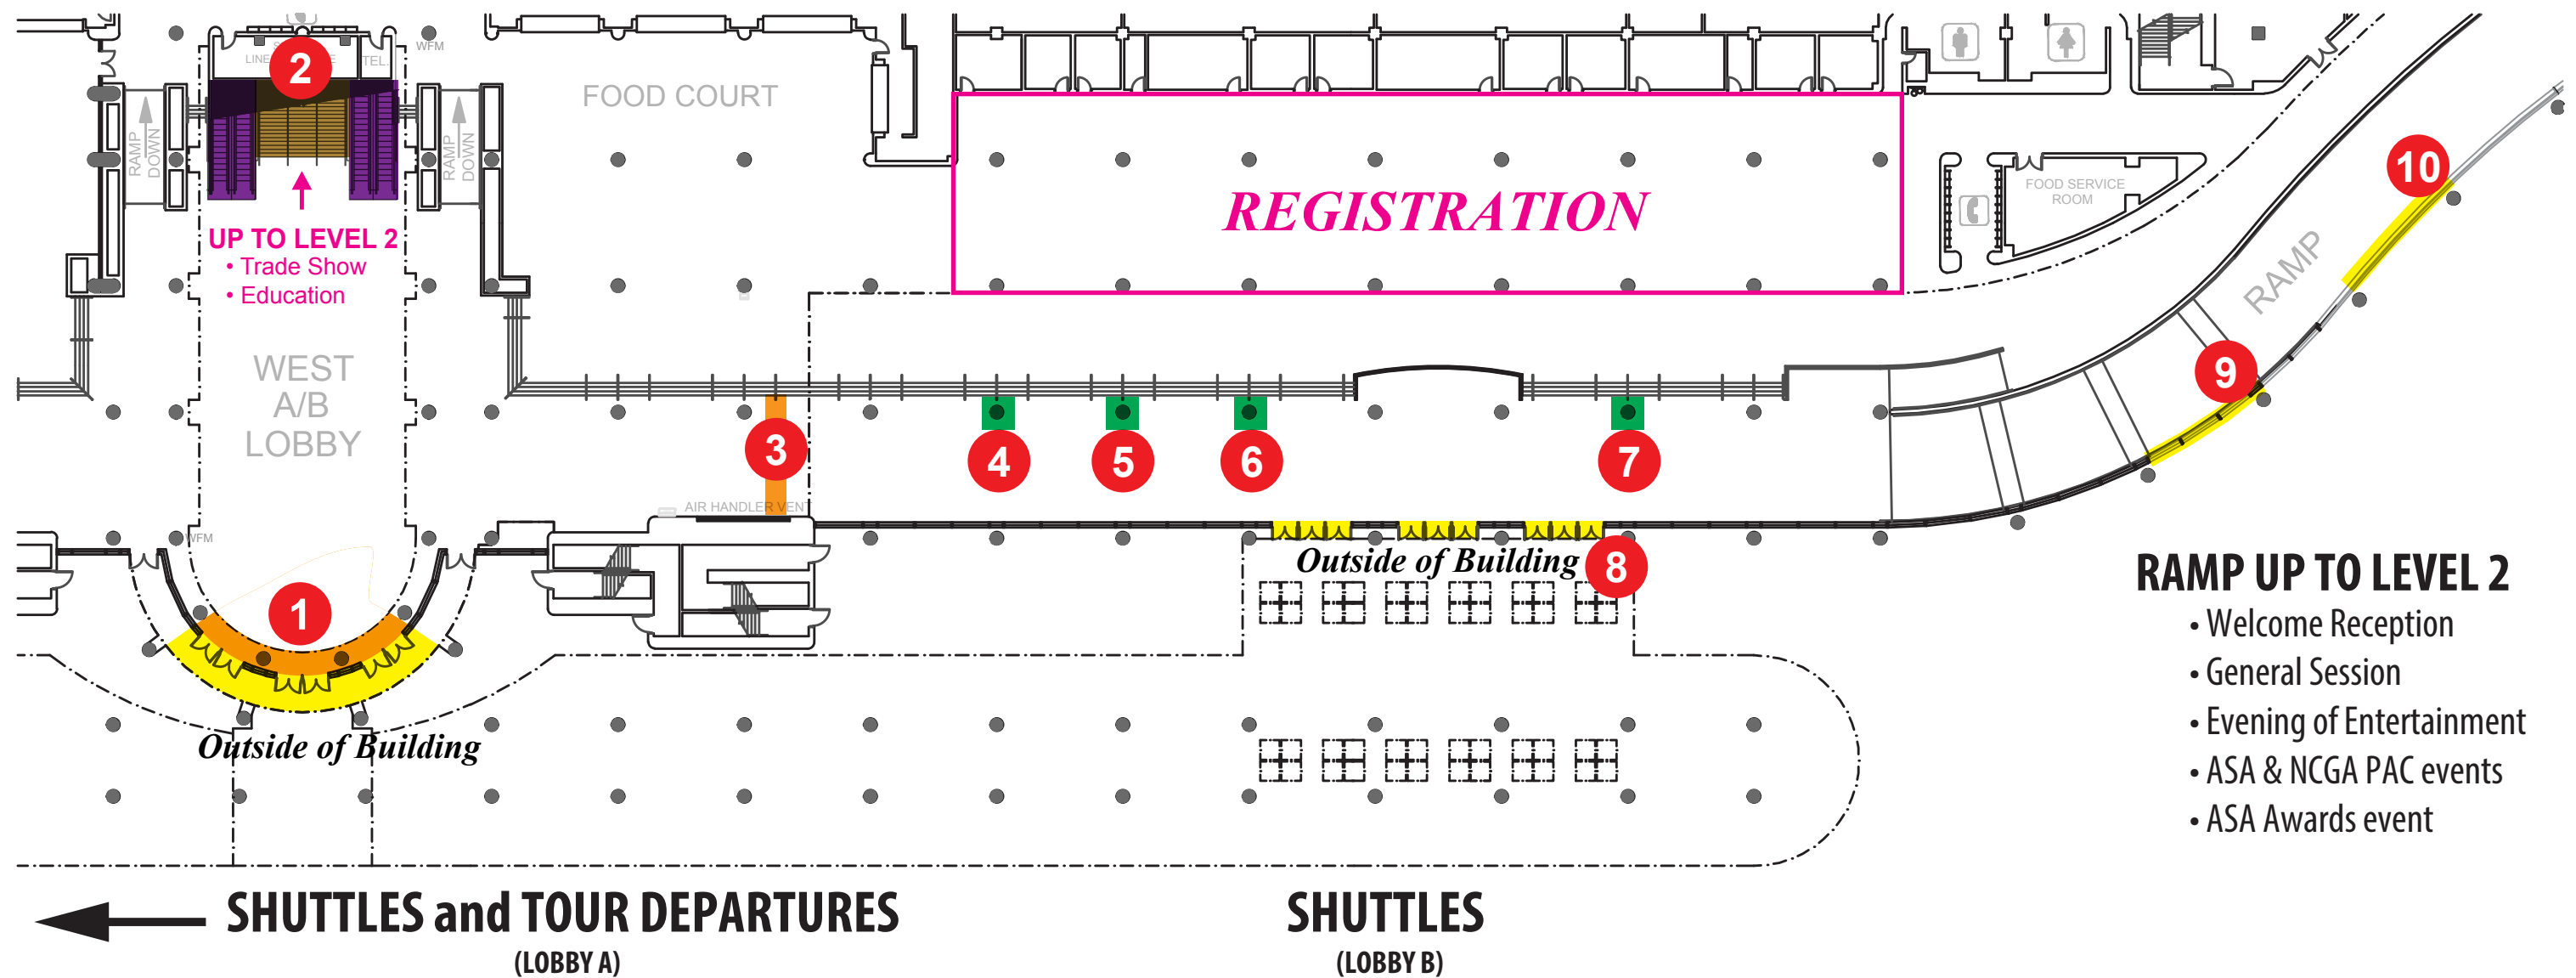 WFM
LINE
TEL.
2
FOOD COURT
RAMP
DOWN
RAMP
DOWN
REGISTRATION
FOOD SERVICE
ROOM
10
UP TO LEVEL 2
• Trade Show
• Education
RAMP
WEST
A/B
LOBBY
9
3
4
5
6
7
AIR HANDLER VENT
WFM
Outside of Building
8
1
RAMP UP TO LEVEL 2
• Welcome Reception
• General Session
• Evening of Entertainment
• ASA & NCGA PAC events
• ASA Awards event
Outside of Building
SHUTTLES and TOUR DEPARTURES
(LOBBY A)
SHUTTLES
(LOBBY B)